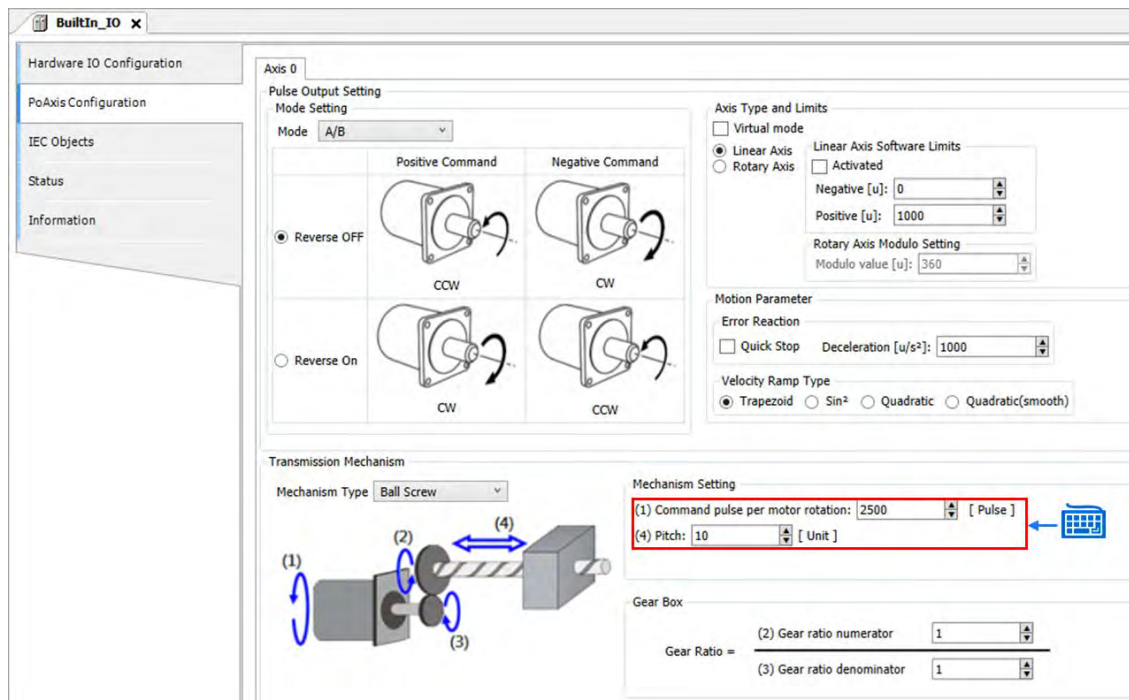 BuiltIn_IO
Hardware IO Configuration
PoAxis Configuration
IEC Objects
Status
Information
Axis 0
Pulse Output Setting
Mode Setting
Mode A/B
Positive Command Negative Command
Reverse OFF
CCW CW
Reverse On
CW CCW
Axis Type and Limits
Virtual mode
Linear Axis
Rotary Axis
Linear Axis Software Limits
Activated
Negative [u]: 0
Positive [u]: 1000
Rotary Axis Modulo Setting
Modulo value [u]: 360
Motion Parameter
Error Reaction
Quick Stop Deceleration [u/s²]: 1000
Velocity Ramp Type
Trapezoid Sin² Quadratic Quadratic(smooth)
Transmission Mechanism
Mechanism Type Ball Screw
(1)
(2)
(4)
(3)
Mechanism Setting
(1) Command pulse per motor rotation: 2500 [ Pulse ]
(4) Pitch: 10 [ Unit ]
Gear Box
Gear Ratio =
(2) Gear ratio numerator 1
(3) Gear ratio denominator 1